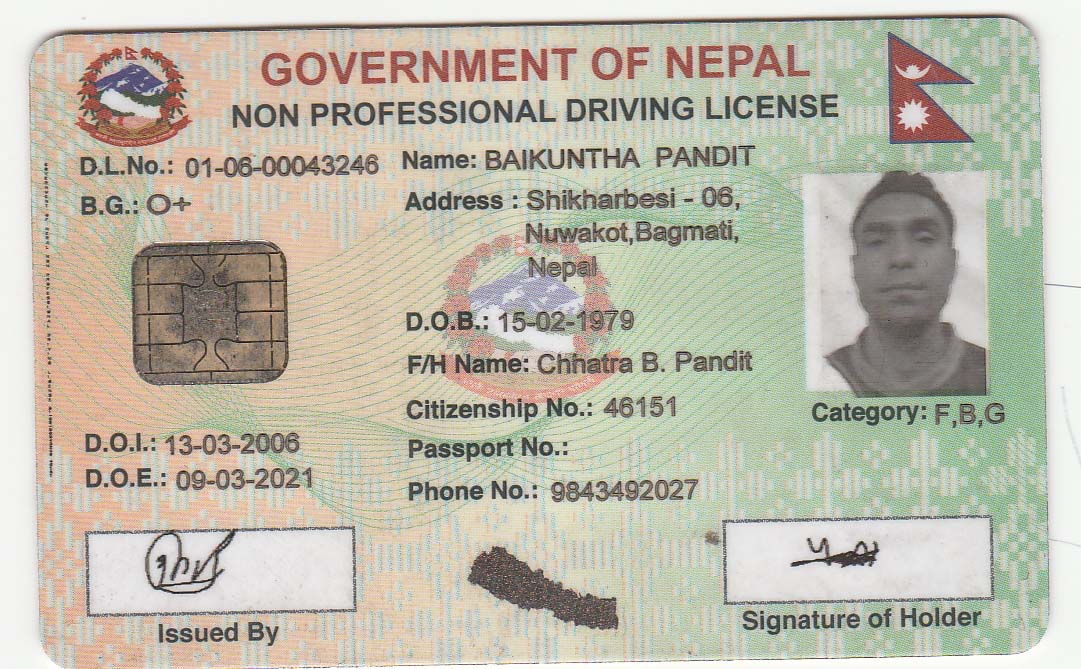 GOVERNMENT OF NEPAL
NON PROFESSIONAL DRIVING LICENSE
D.L.No.: 01-06-00043246
B.G.: O+
Name: BAIKUNTHA PANDIT
Address : Shikharbesi - 06,
Nuwakot,Bagmati,
Nepal
D.O.B.: 15-02-1979
F/H Name: Chhatra B. Pandit
Citizenship No.: 46151
Passport No.:
Phone No.: 9843492027
Category: F,B,G
D.O.I.: 13-03-2006
D.O.E.: 09-03-2021
Issued By
Signature of Holder